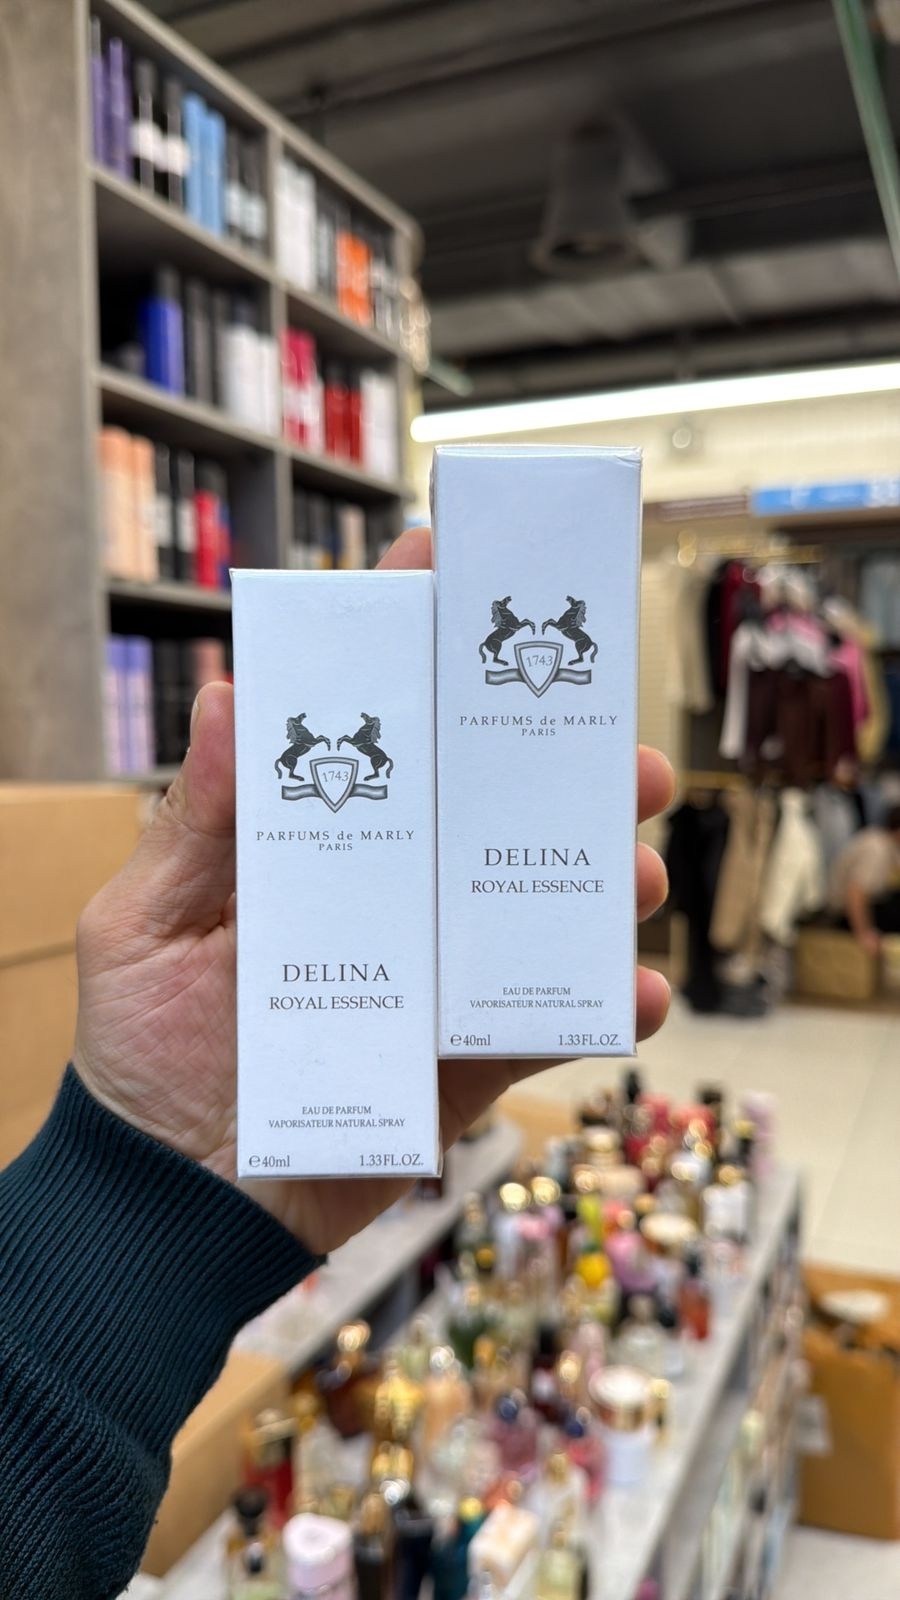 1743
PARFUMS de MARLY
PARIS
DELINA
ROYAL ESSENCE
EAU DE PARFUM
VAPORISATEUR NATURAL SPRAY
℮40ml 1.33FL.OZ.
1743
PARFUMS de MARLY
PARIS
DELINA
ROYAL ESSENCE
EAU DE PARFUM
VAPORISATEUR NATURAL SPRAY
℮40ml 1.33FL.OZ.